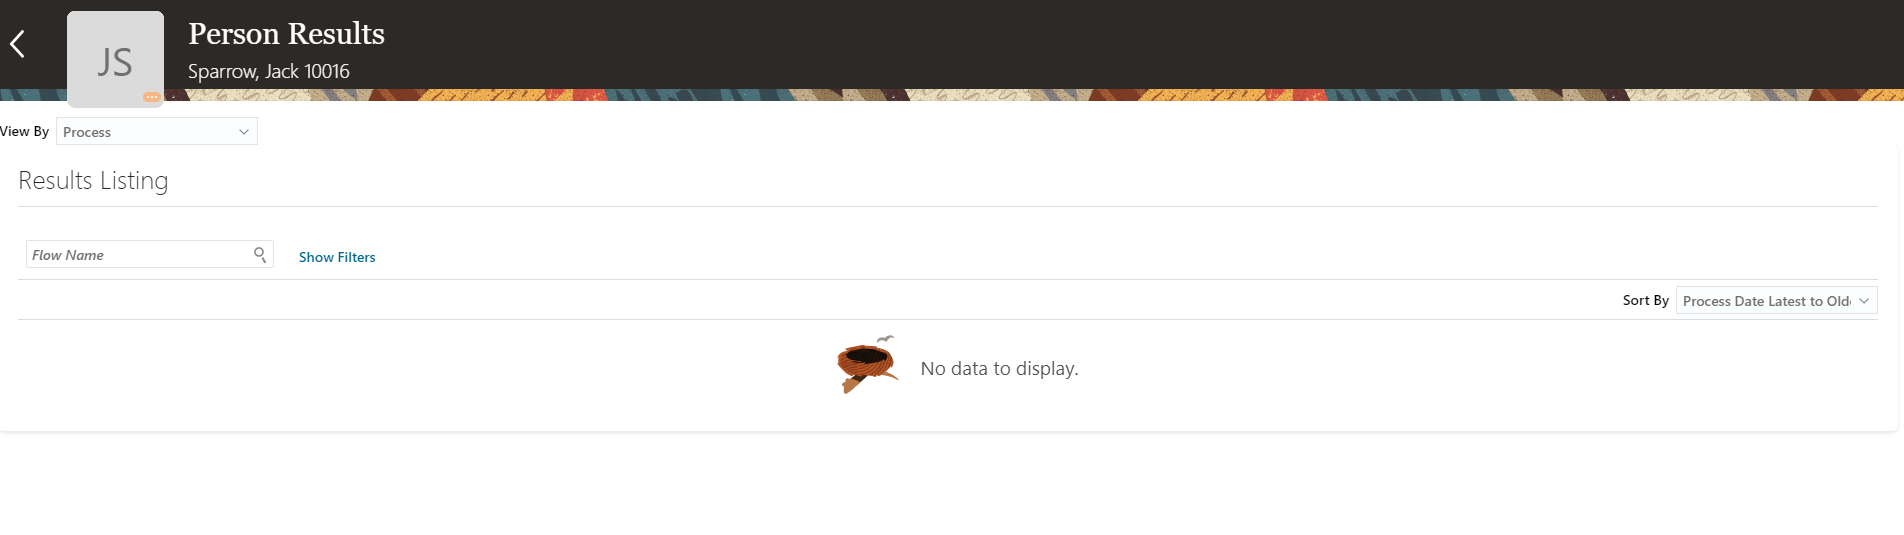 Person Results
JS
Sparrow, Jack 10016
View By Process
Results Listing
Flow Name
Show Filters
Sort By Process Date Latest to Old
No data to display.